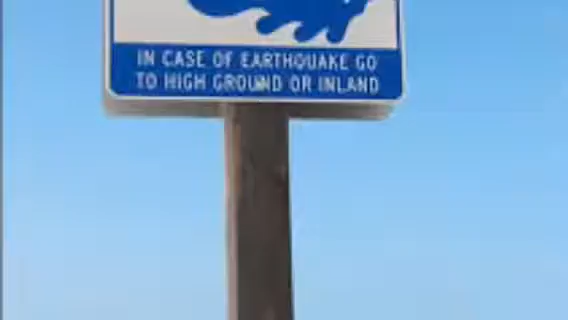 IN CASE OF EARTHQUAKE GO
TO HIGH GROUND OR INLAND